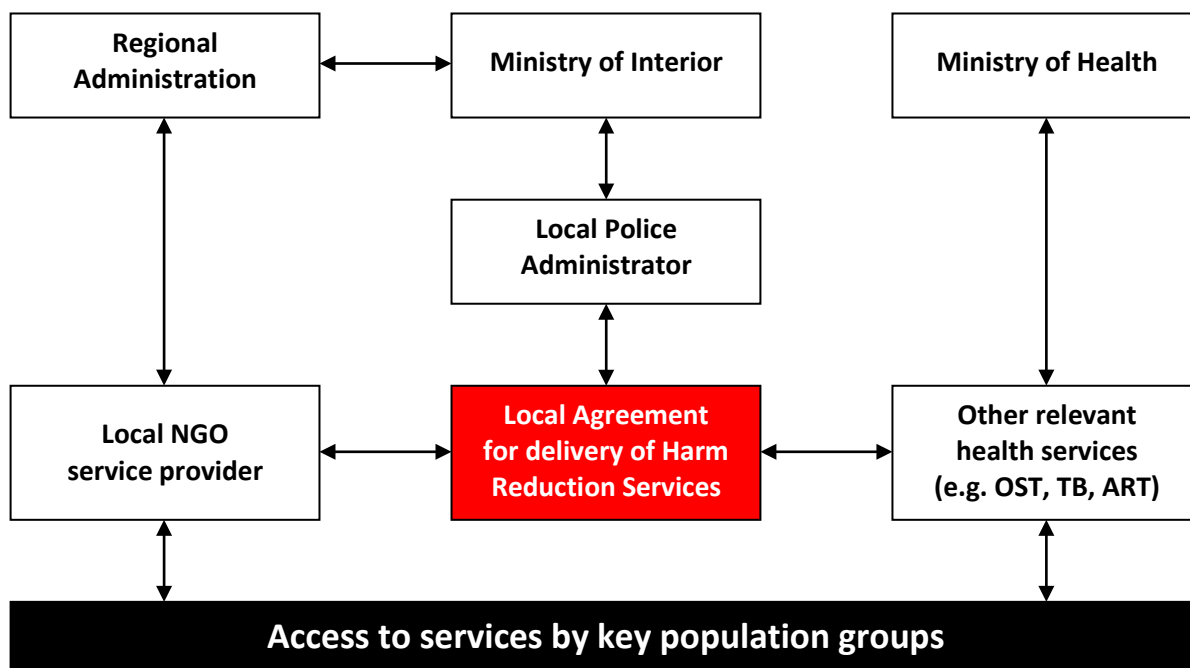 Regional
Administration
Ministry of Interior
Ministry of Health
Local Police
Administrator
Local NGO
service provider
Local Agreement
for delivery of Harm
Reduction Services
Other relevant
health services
(e.g. OST, TB, ART)
Access to services by key population groups